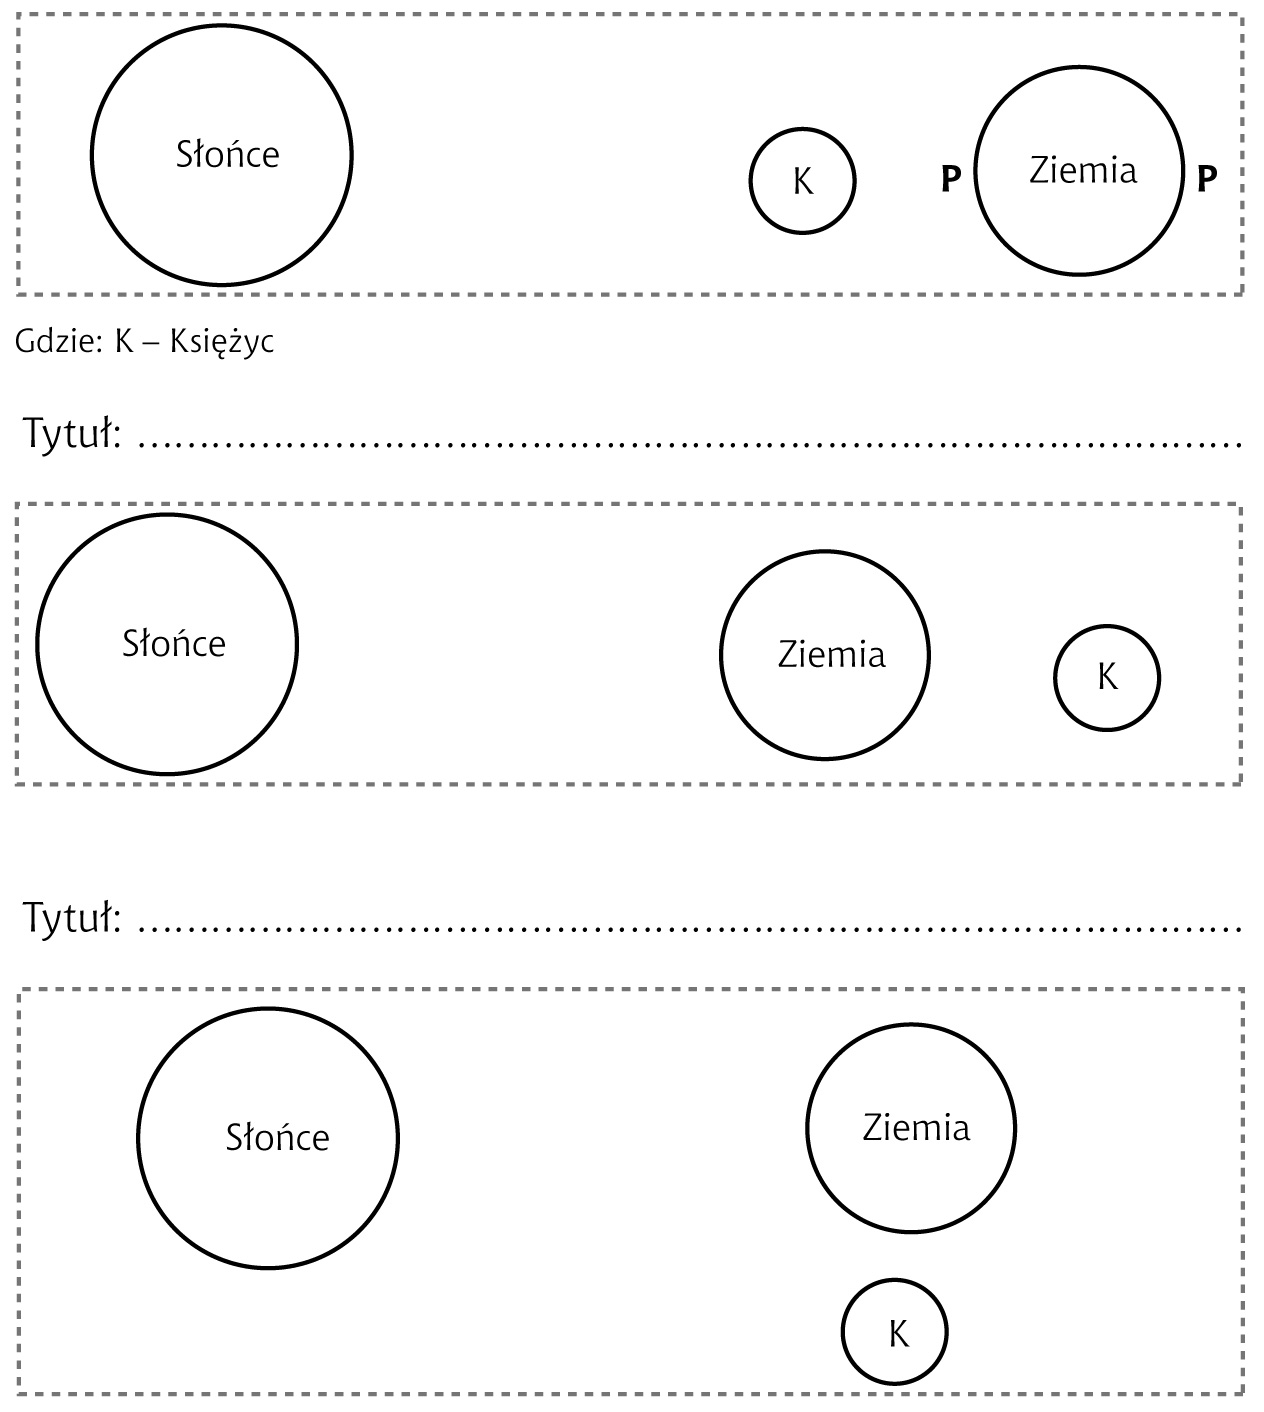 Słońce K P Ziemia P
Gdzie: K – Księżyc
Tytuł: ........................................................................................
Słońce Ziemia K
Tytuł: ........................................................................................
Słońce Ziemia
K